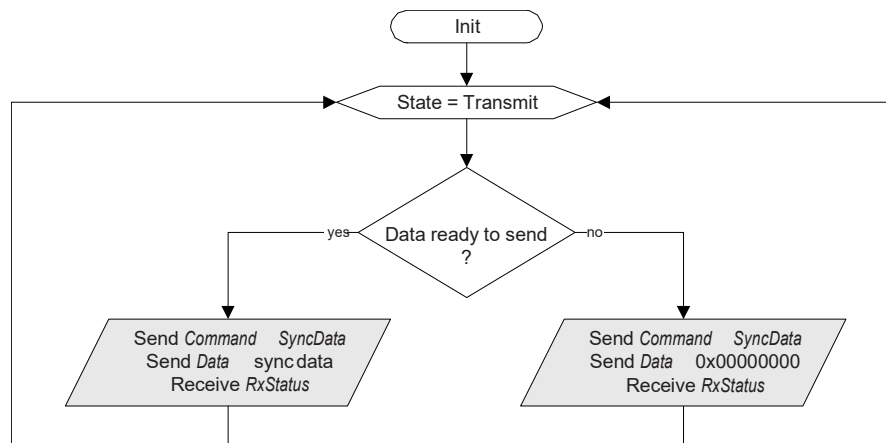 Init
State = Transmit
yes
Data ready to send
?
no
Send Command SyncData
Send Data sync data
Receive RxStatus
Send Command SyncData
Send Data 0x00000000
Receive RxStatus